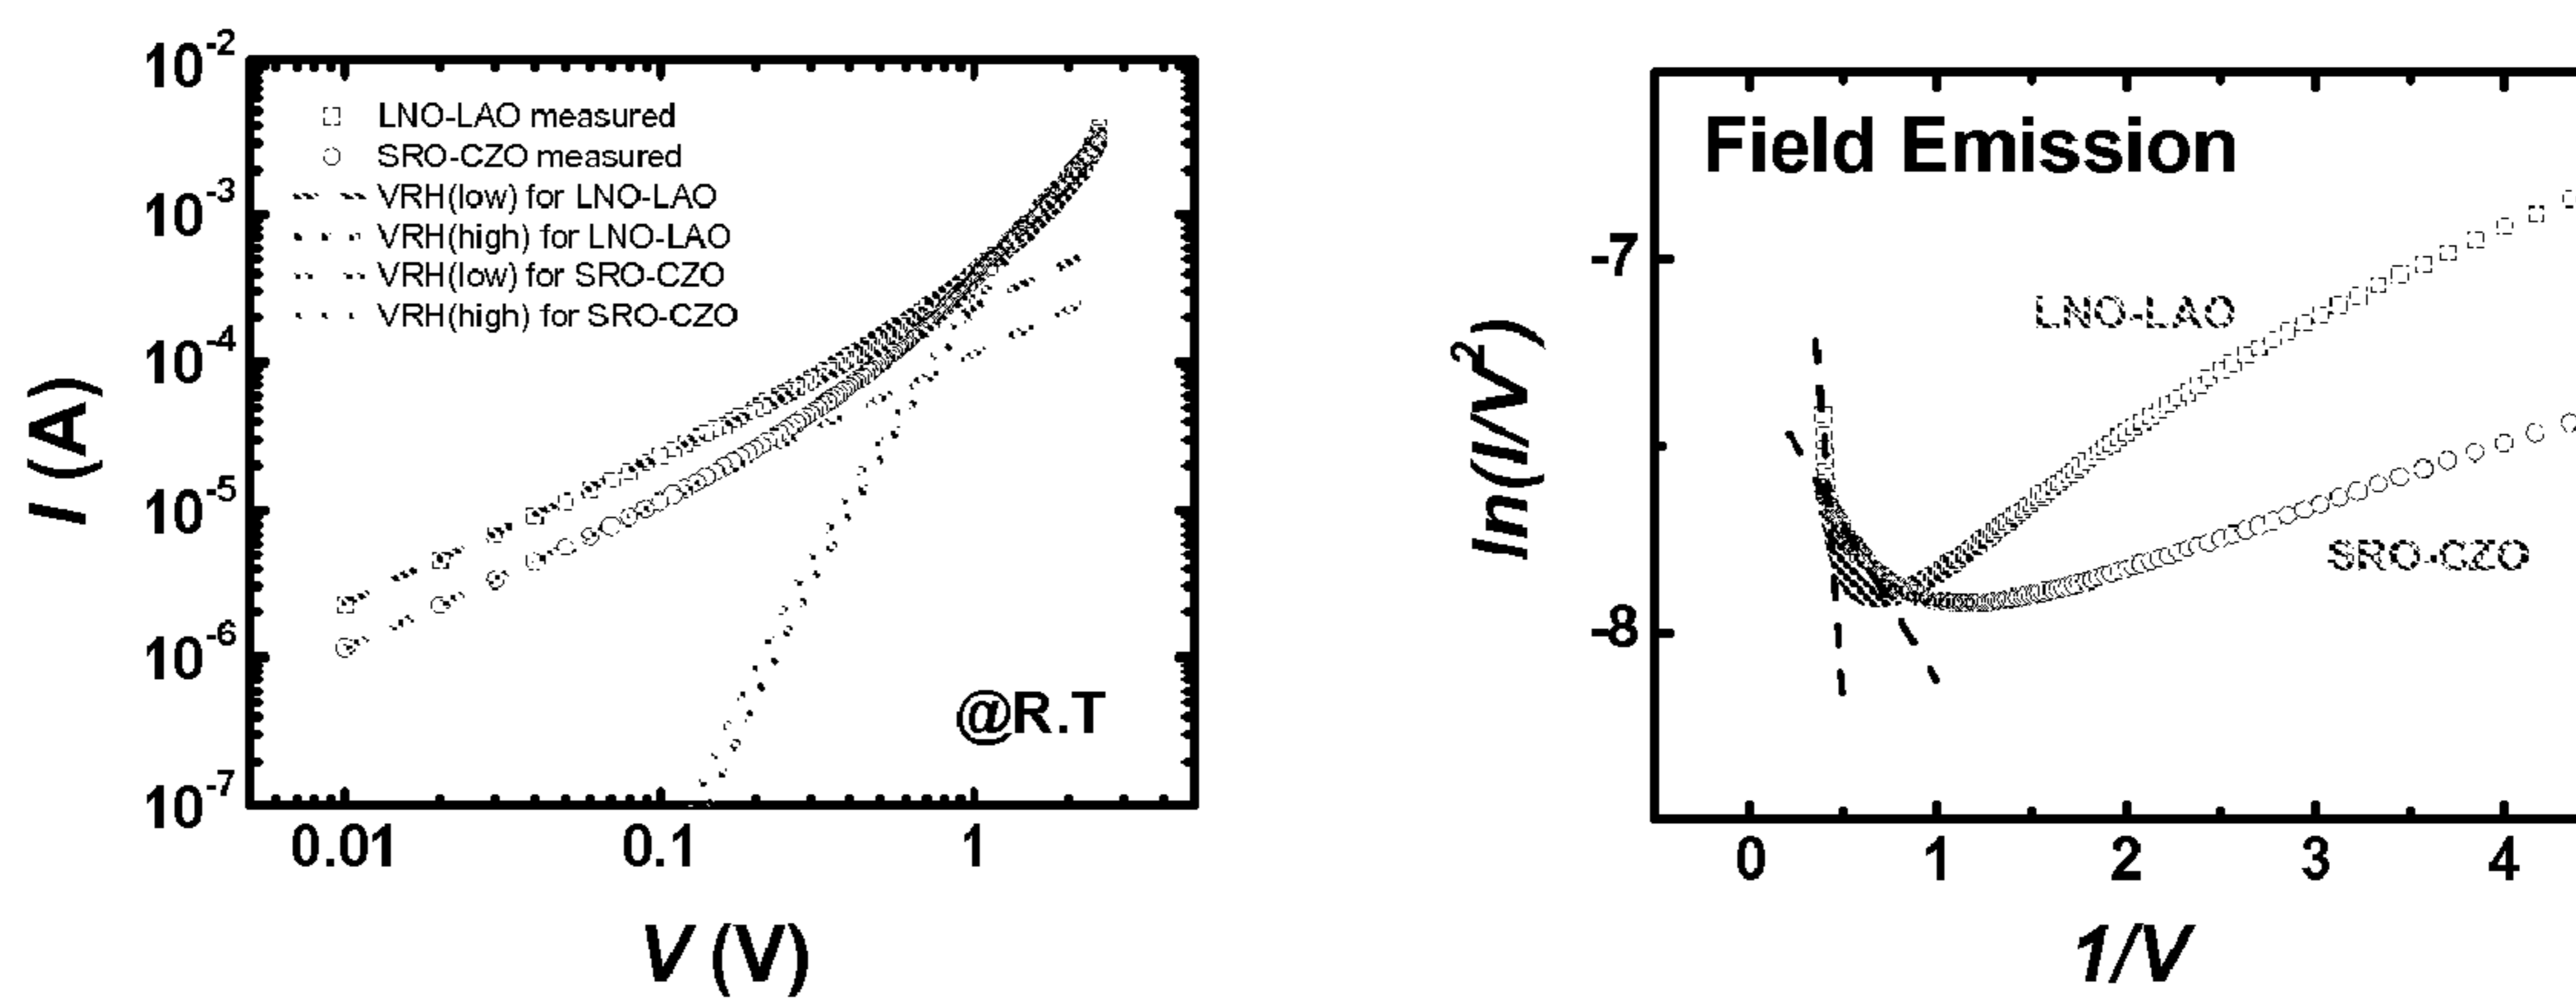 10-2
10-3
10-4
10-5
10-6
10-7
I (A)
LNO-LAO measured
SRO-CZO measured
VRH(low) for LNO-LAO
VRH(high) for LNO-LAO
VRH(low) for SRO-CZO
VRH(high) for SRO-CZO
@R.T
0.01 0.1 1
V (V)
Field Emission
ln(I/V2)
-7
-8
LNO-LAO
SRO-CZO
0 1 2 3 4
1/V